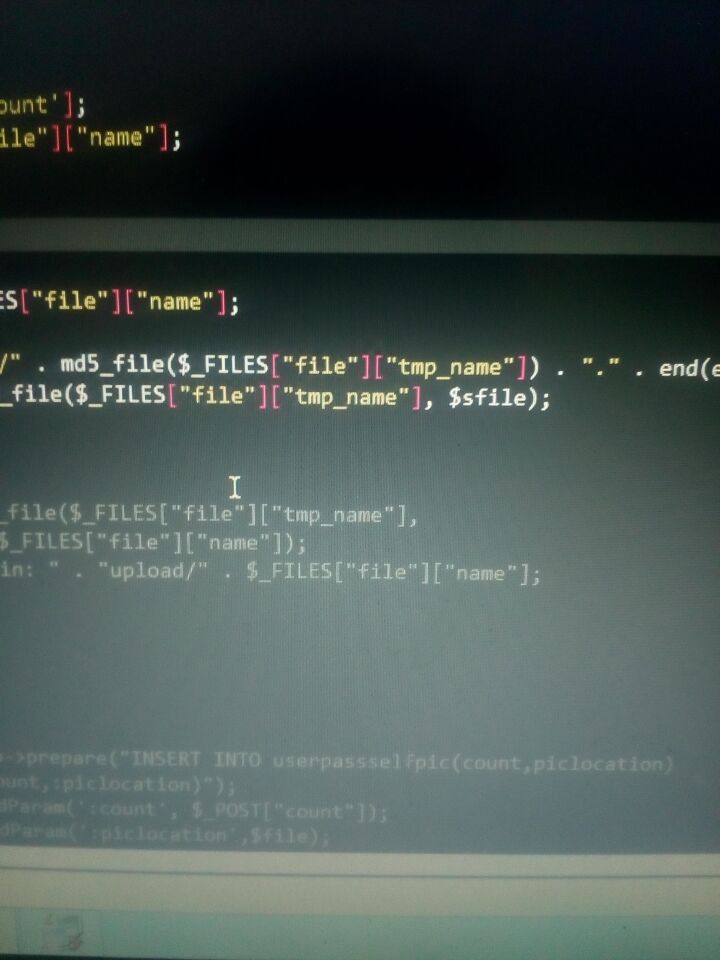 ount'];
ile"]["name"];
ES["file"]["name"];
/" . md5_file($_FILES["file"]["tmp_name"]) . "." . end(e
_file($_FILES["file"]["tmp_name"], $sfile);
_file($_FILES["file"]["tmp_name"],
$_FILES["file"]["name"]);
in: " . "upload/" . $_FILES["file"]["name"];
->prepare("INSERT INTO userpassselfpic(count,piclocation)
ount,:piclocation)");
dParam(':count', $_POST["count"]);
dParam(':piclocation',$file);